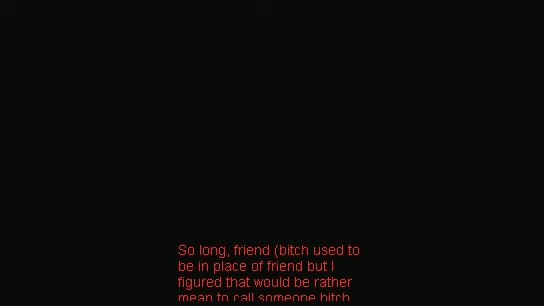 So long, friend (bitch used to
be in place of friend but I
figured that would be rather
mean to call someone bitch